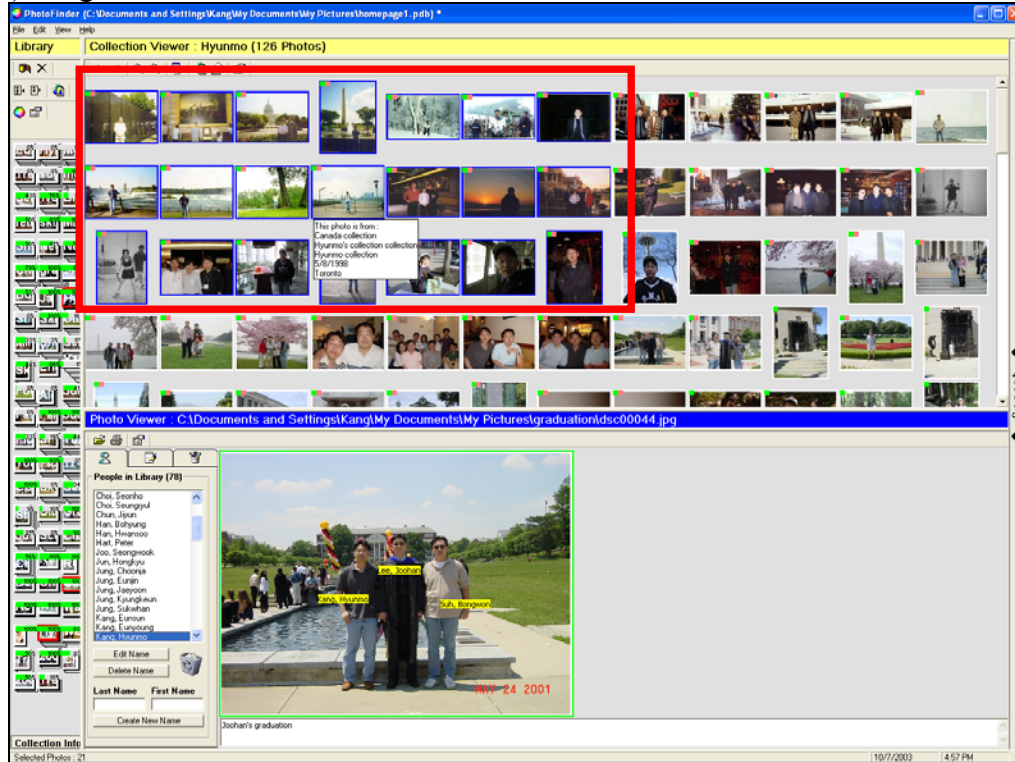 PhotoFinder (C:\Documents and Settings\Kang\My Documents\My Pictures\homepage1.pdb) *
File Edit View Help
Library
Collection Viewer : Hyunmo (126 Photos)
This photo is from :
Canada collection
Hyunmo's collection collection
Hyunmo collection
5/8/1998
Toronto
Photo Viewer : C:\Documents and Settings\Kang\My Documents\My Pictures\graduation\dsc00044.jpg
People in Library (78)
Choi, Seonho
Choi, Seungyul
Chun, Jijun
Han, Bohyung
Han, Hwansoo
Hart, Peter
Joo, Seongwook
Jun, Hongkyu
Jung, Choonja
Jung, Eunjin
Jung, Jaeyoon
Jung, Kyungkeun
Jung, Sukwhan
Kang, Eunsun
Kang, Eunyoung
Kang, Hyunmo
Edit Name
Delete Name
Last Name First Name
Create New Name
Lee, Joohan
Kang, Hyunmo
Suh, Bongwon
MAY 24 2001
Joohan's graduation
Collection Info
Selected Photos : 21
10/7/2003 4:57 PM